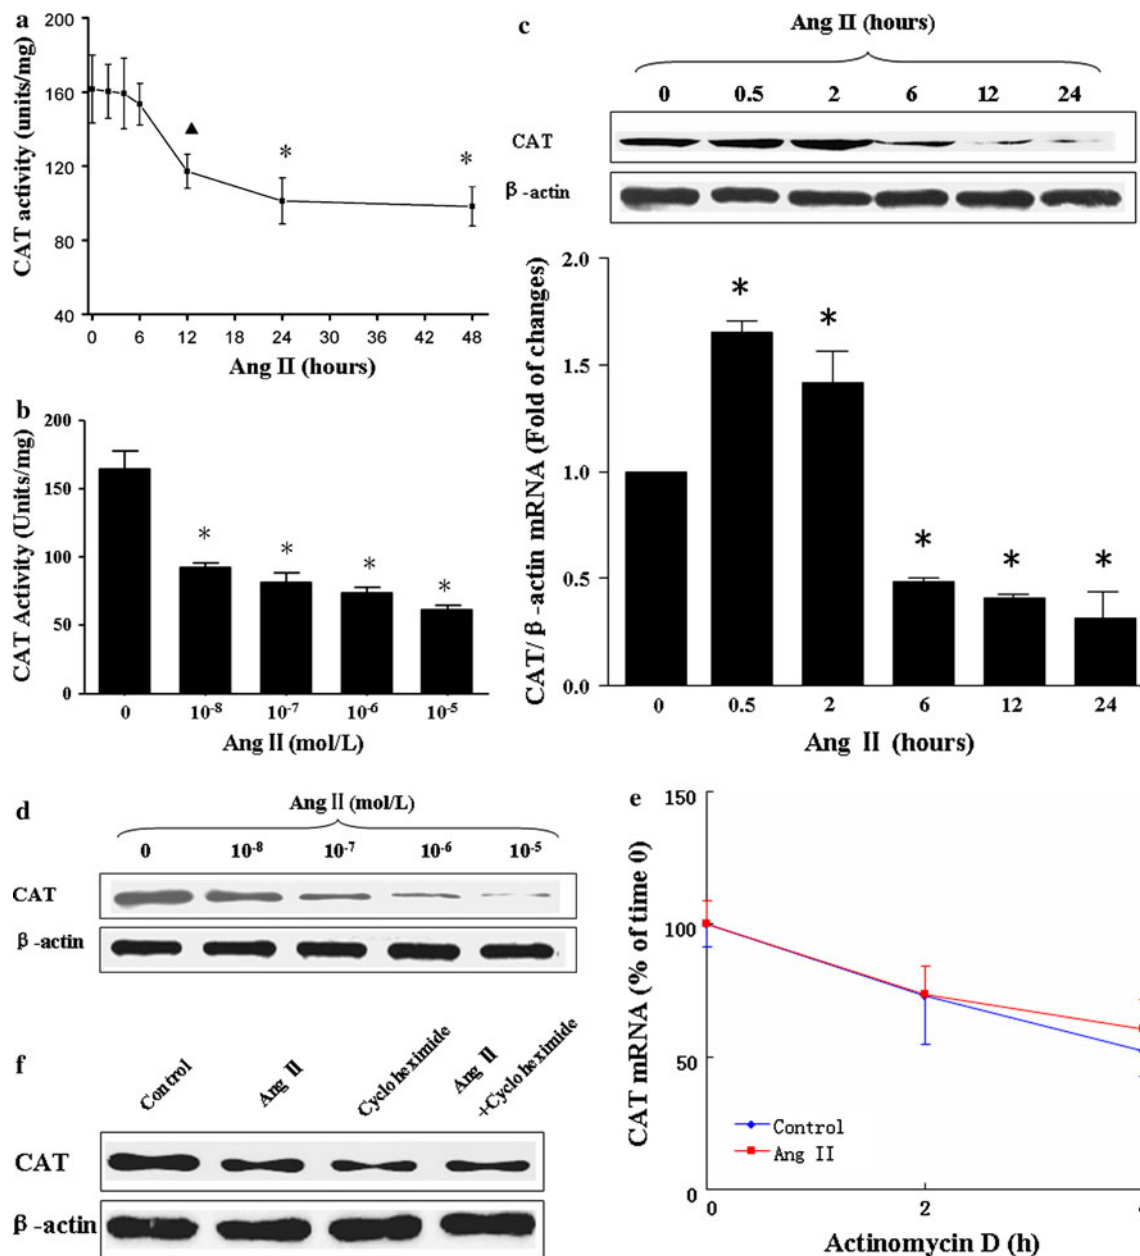 a
200
160
120
80
40
CAT activity (units/mg)
0 6 12 18 24 30 36 42 48
▲ * *
Ang II (hours)
b
200
150
100
50
0
CAT Activity (Units/mg)
* * * *
0 10-8 10-7 10-6 10-5
Ang II (mol/L)
c
Ang II (hours)
0 0.5 2 6 12 24
CAT
β-actin
2.0
1.5
1.0
0.5
0.0
CAT/β-actin mRNA (Fold of changes)
* * * * *
0 0.5 2 6 12 24
Ang II (hours)
d
Ang II (mol/L)
0 10-8 10-7 10-6 10-5
CAT
β-actin
e
150
100
50
0
CAT mRNA (% of time 0)
Control
Ang II
0 2
Actinomycin D (h)
f
Control
Ang II
Cycloheximide
Ang II
+Cycloheximide
CAT
β-actin